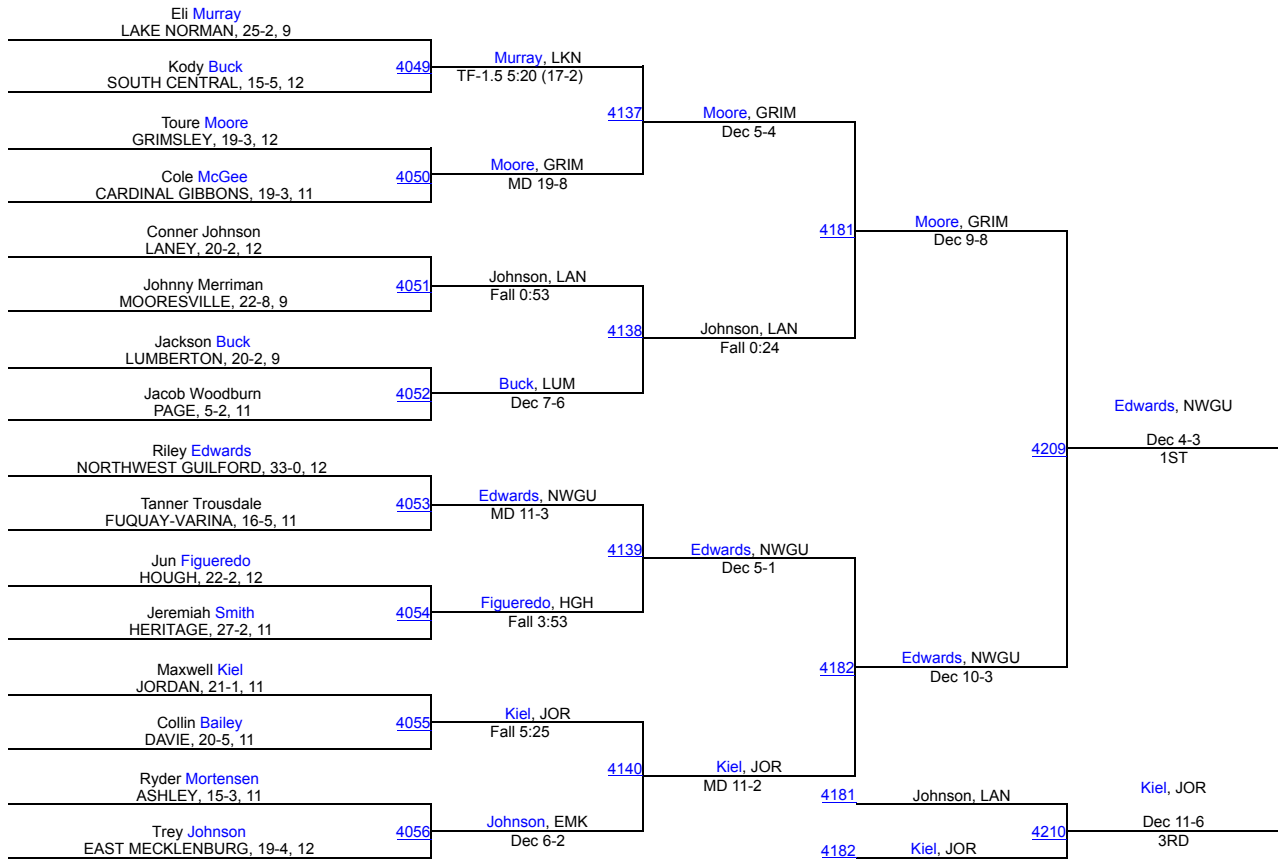 Eli Murray
LAKE NORMAN, 25-2, 9
Kody Buck
SOUTH CENTRAL, 15-5, 12
4049
Murray, LKN
TF-1.5 5:20 (17-2)
Toure Moore
GRIMSLEY, 19-3, 12
Cole McGee
CARDINAL GIBBONS, 19-3, 11
4050
Moore, GRIM
MD 19-8
4137
Moore, GRIM
Dec 5-4
Conner Johnson
LANEY, 20-2, 12
Johnny Merriman
MOORESVILLE, 22-8, 9
4051
Johnson, LAN
Fall 0:53
Jackson Buck
LUMBERTON, 20-2, 9
Jacob Woodburn
PAGE, 5-2, 11
4052
Buck, LUM
Dec 7-6
4138
Johnson, LAN
Fall 0:24
4181
Moore, GRIM
Dec 9-8
Riley Edwards
NORTHWEST GUILFORD, 33-0, 12
Tanner Trousdale
FUQUAY-VARINA, 16-5, 11
4053
Edwards, NWGU
MD 11-3
Jun Figueredo
HOUGH, 22-2, 12
Jeremiah Smith
HERITAGE, 27-2, 11
4054
Figueredo, HGH
Fall 3:53
4139
Edwards, NWGU
Dec 5-1
Maxwell Kiel
JORDAN, 21-1, 11
Collin Bailey
DAVIE, 20-5, 11
4055
Kiel, JOR
Fall 5:25
Ryder Mortensen
ASHLEY, 15-3, 11
Trey Johnson
EAST MECKLENBURG, 19-4, 12
4056
Johnson, EMK
Dec 6-2
4140
Kiel, JOR
MD 11-2
4182
Edwards, NWGU
Dec 10-3
4209
Edwards, NWGU
Dec 4-3
1ST
4181
Johnson, LAN
4182
Kiel, JOR
4210
Kiel, JOR
Dec 11-6
3RD